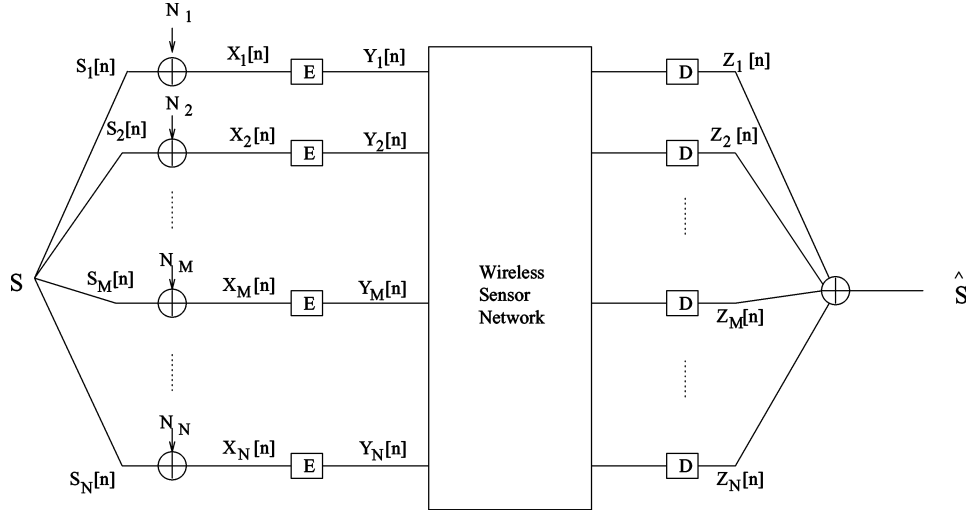 N 1
S1[n] X1[n] E Y1[n] D Z1[n]
N 2
S2[n] X2[n] E Y2[n] D Z2[n]
S
N M
SM[n] XM[n] E YM[n] D ZM[n]
Wireless
Sensor
Network
Ŝ
N N
SN[n] XN[n] E YN[n] D ZN[n]